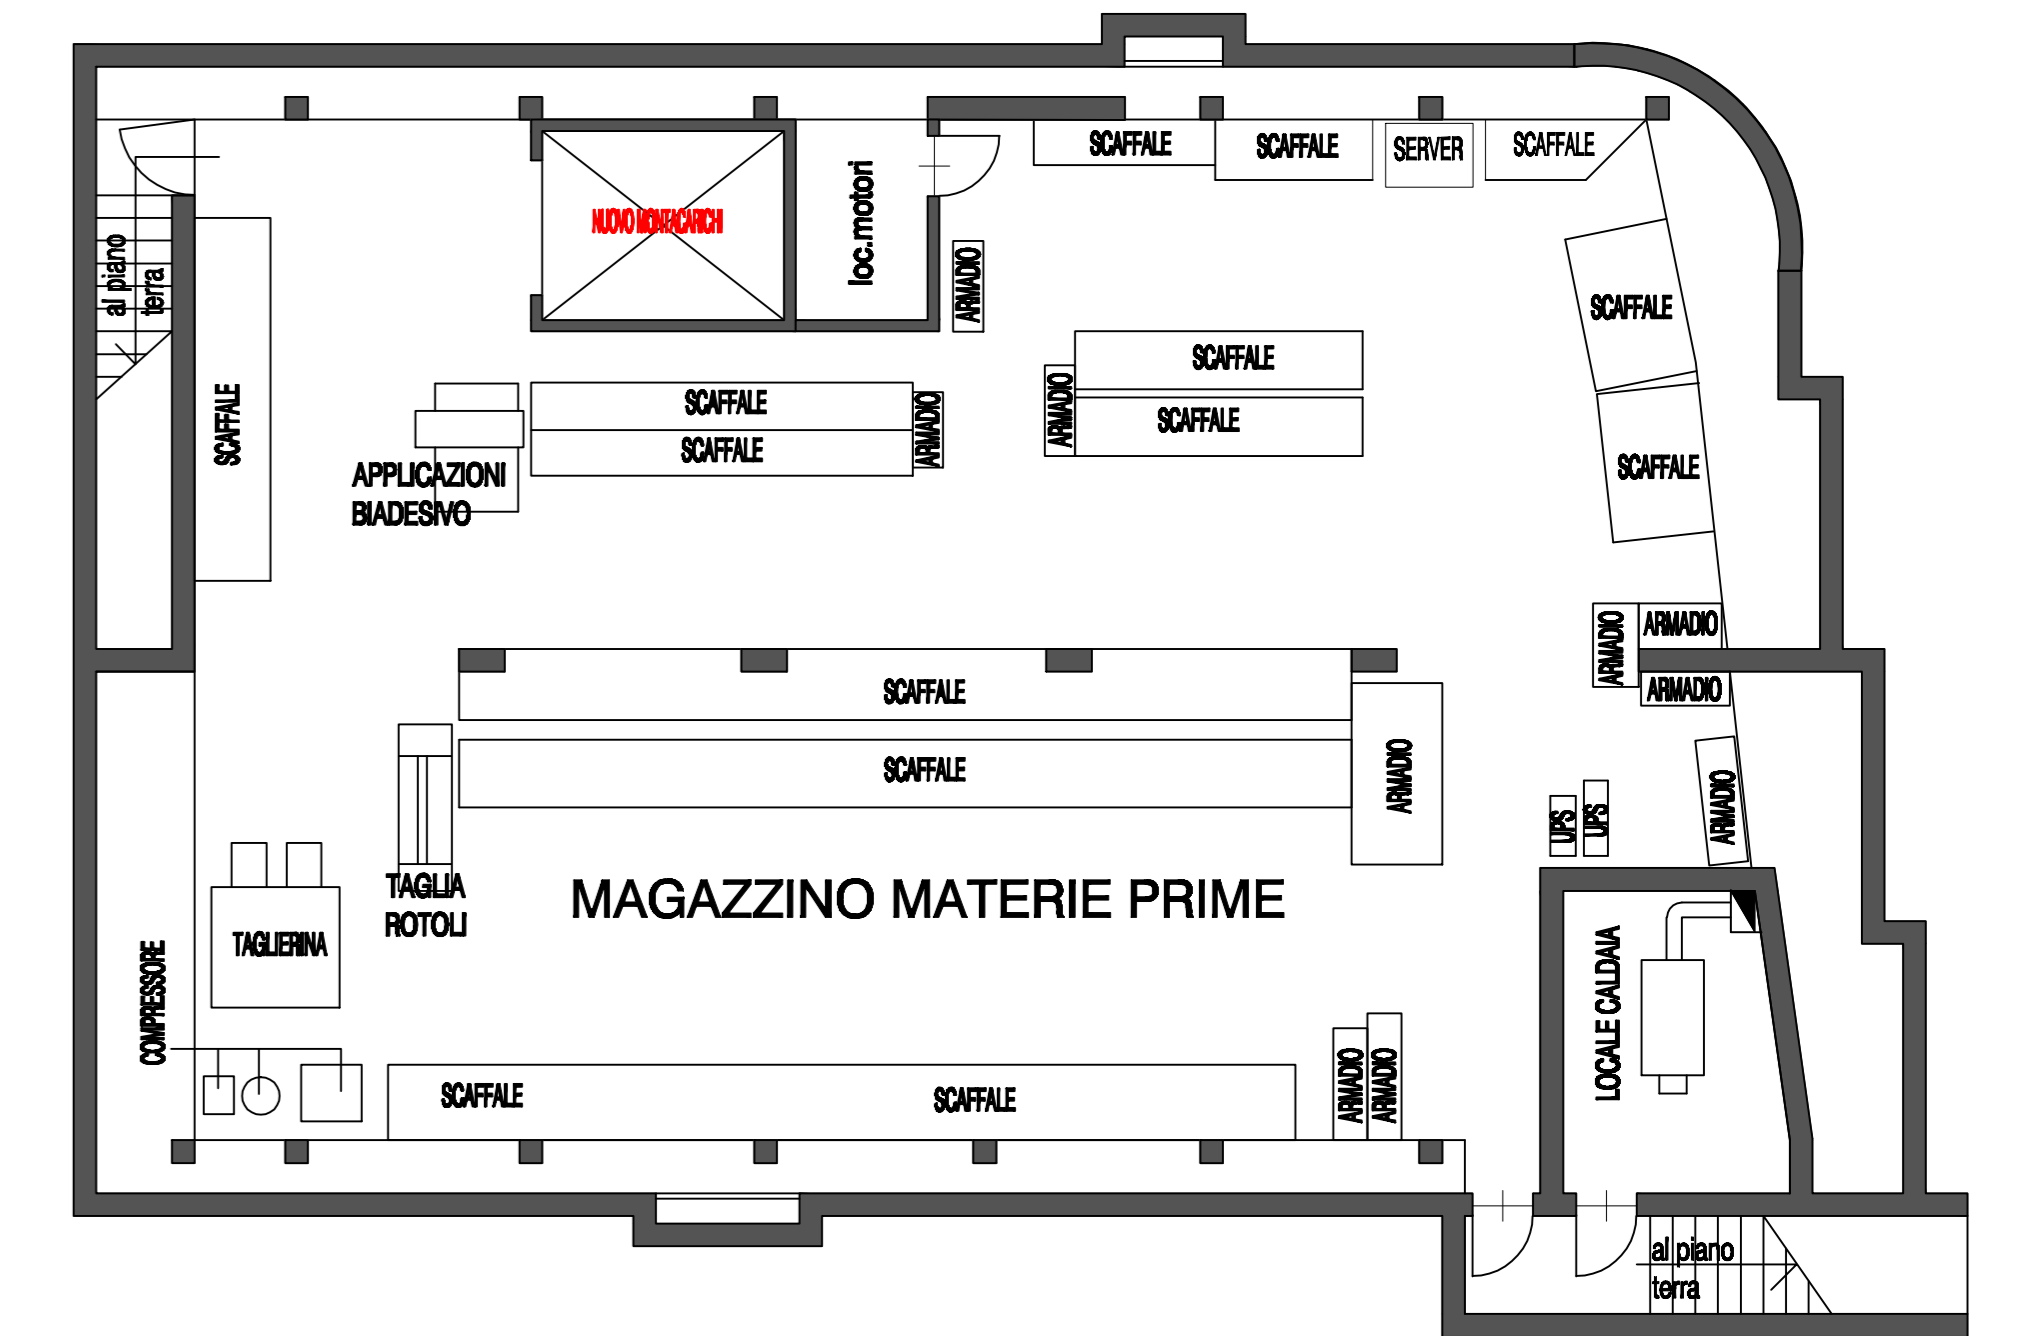 SCAFFALE
SCAFFALE
SERVER
SCAFFALE
al piano
terra
NUOVO MONTACARICHI
loc.motori
ARMADIO
SCAFFALE
SCAFFALE
SCAFFALE
SCAFFALE
ARMADIO
ARMADIO
SCAFFALE
SCAFFALE
SCAFFALE
SCAFFALE
APPLICAZIONI
BIADESIVO
ARMADIO
ARMADIO
ARMADIO
SCAFFALE
SCAFFALE
ARMADIO
ARMADIO
UPS
UPS
TAGLIA
ROTOLI
MAGAZZINO MATERIE PRIME
TAGLIERINA
COMPRESSORE
LOCALE CALDAIA
SCAFFALE
SCAFFALE
ARMADIO
ARMADIO
al piano
terra